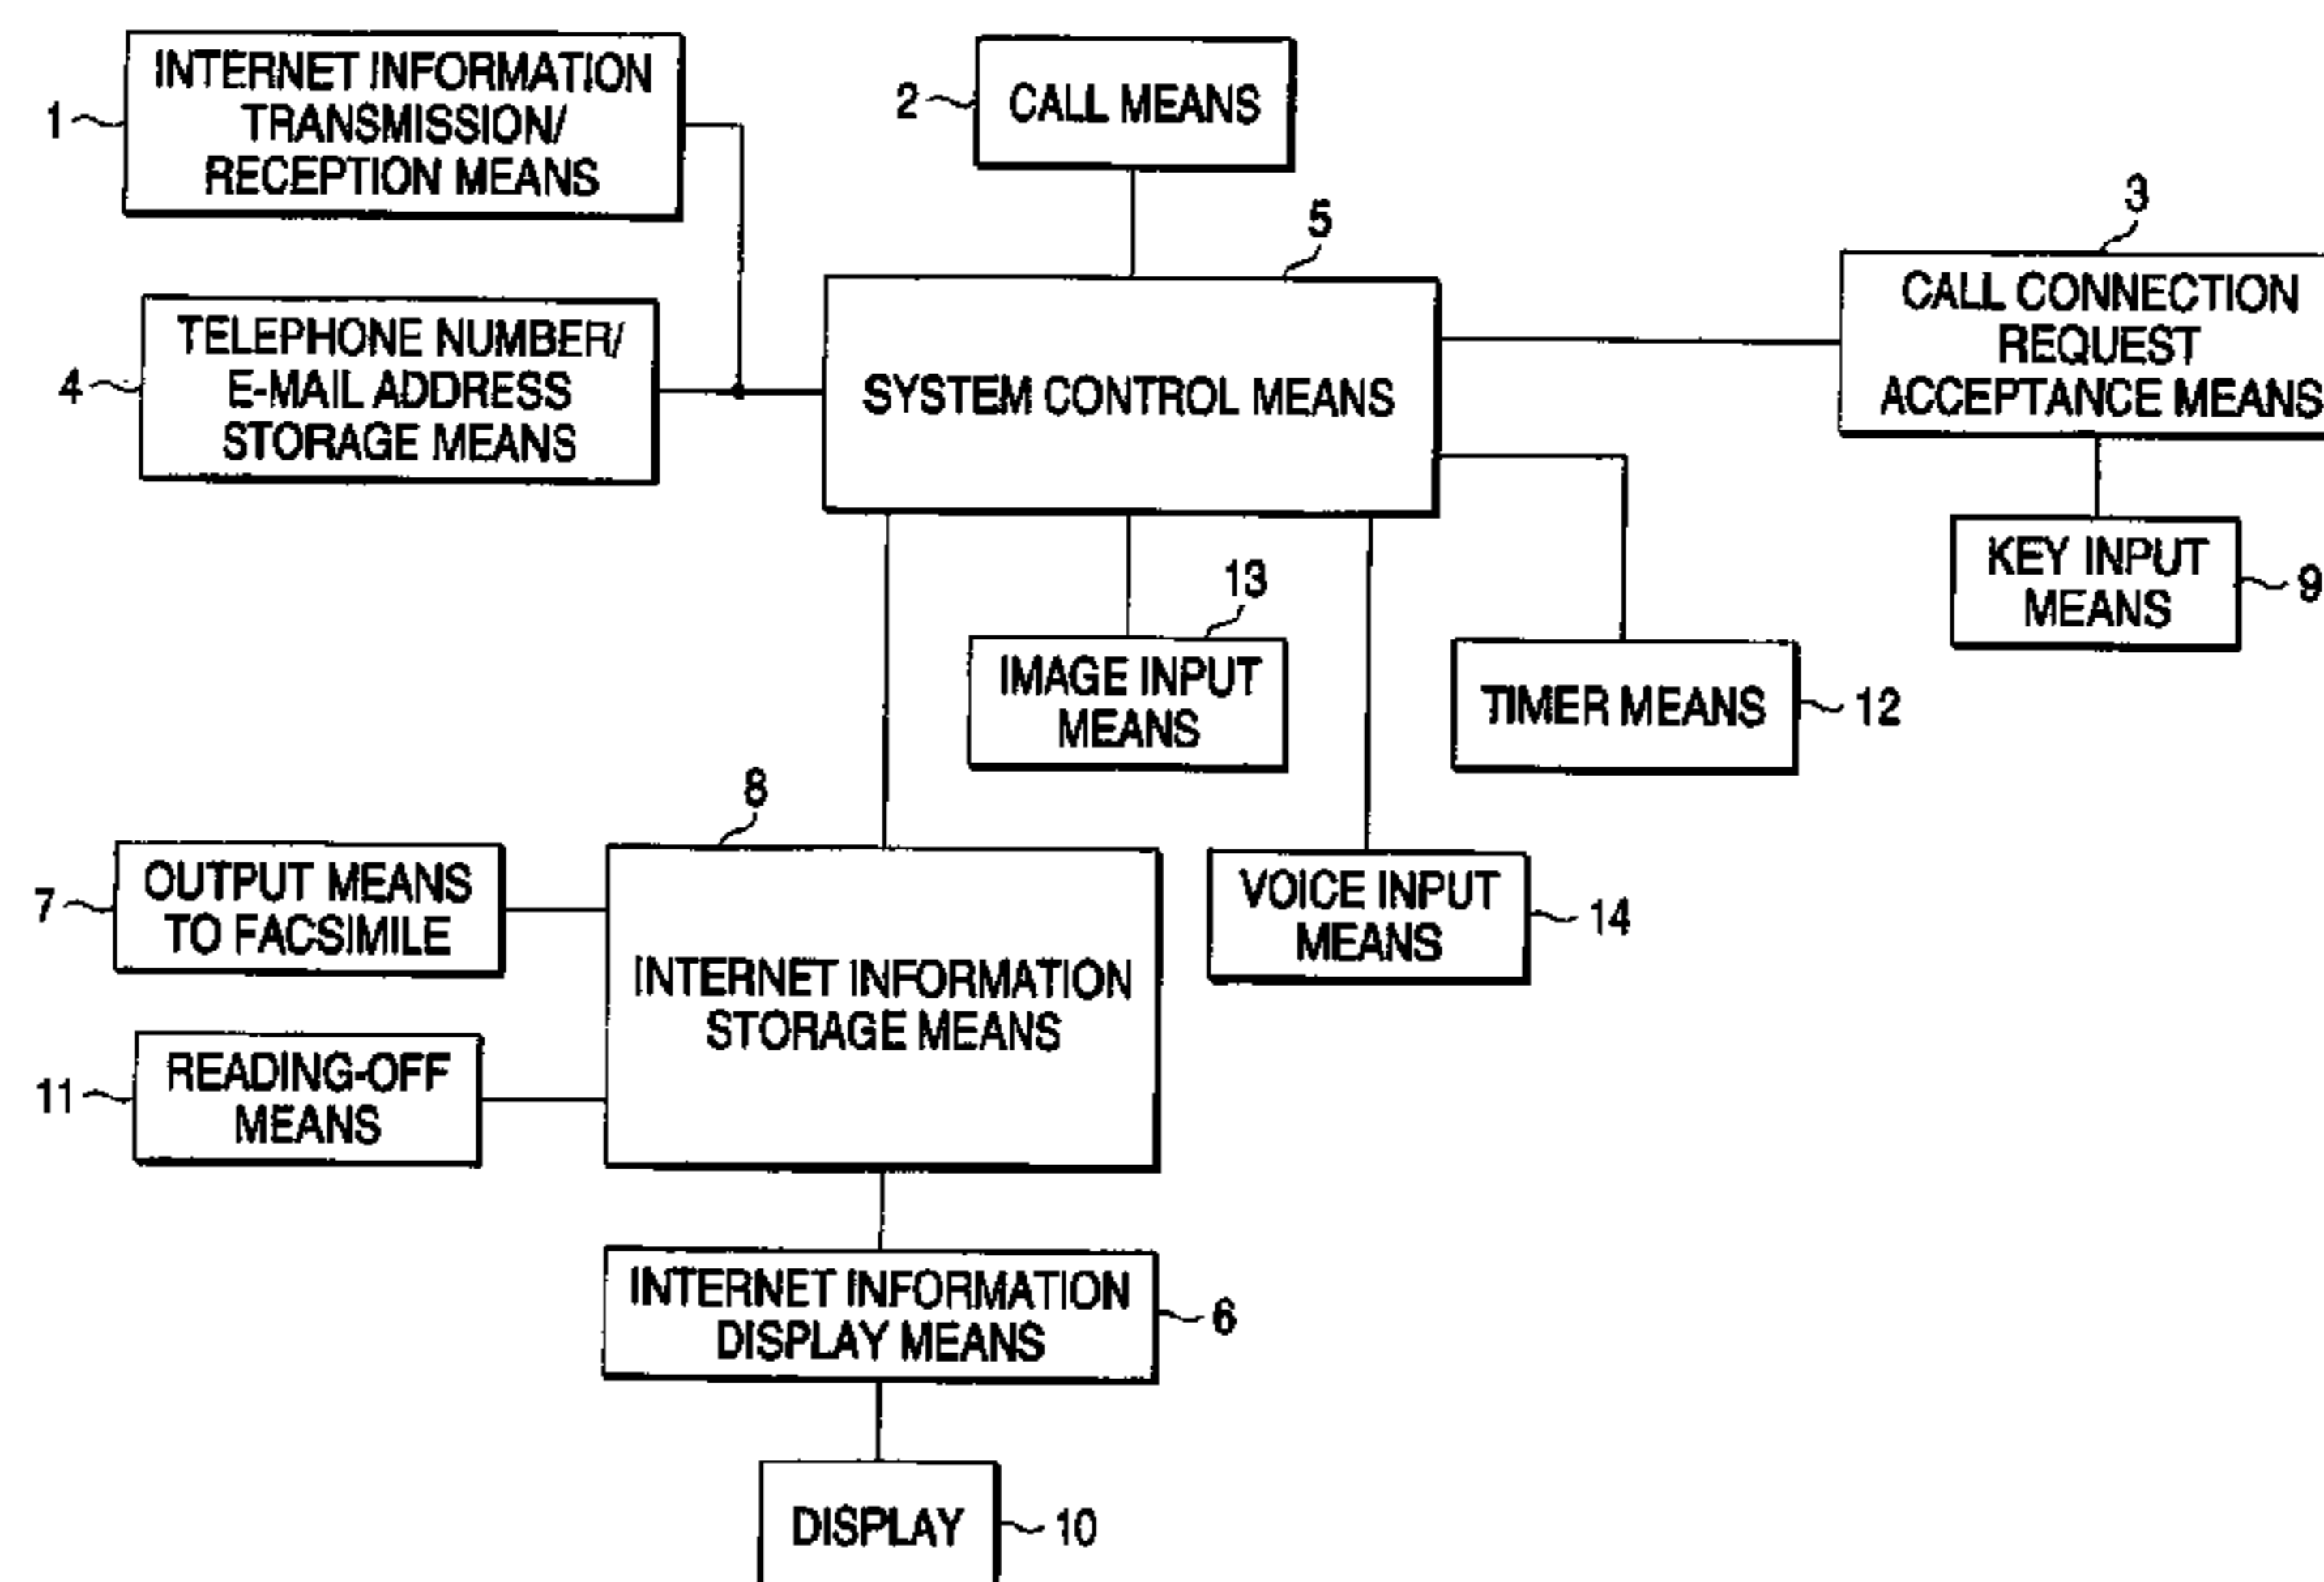 INTERNET INFORMATION
TRANSMISSION/
RECEPTION MEANS
1
2
CALL MEANS
5
3
CALL CONNECTION
REQUEST
ACCEPTANCE MEANS
TELEPHONE NUMBER/
E-MAIL ADDRESS
STORAGE MEANS
4
SYSTEM CONTROL MEANS
KEY INPUT
MEANS
9
13
IMAGE INPUT
MEANS
TIMER MEANS
12
8
7
OUTPUT MEANS
TO FACSIMILE
INTERNET INFORMATION
STORAGE MEANS
VOICE INPUT
MEANS
14
11
READING-OFF
MEANS
INTERNET INFORMATION
DISPLAY MEANS
6
DISPLAY
10